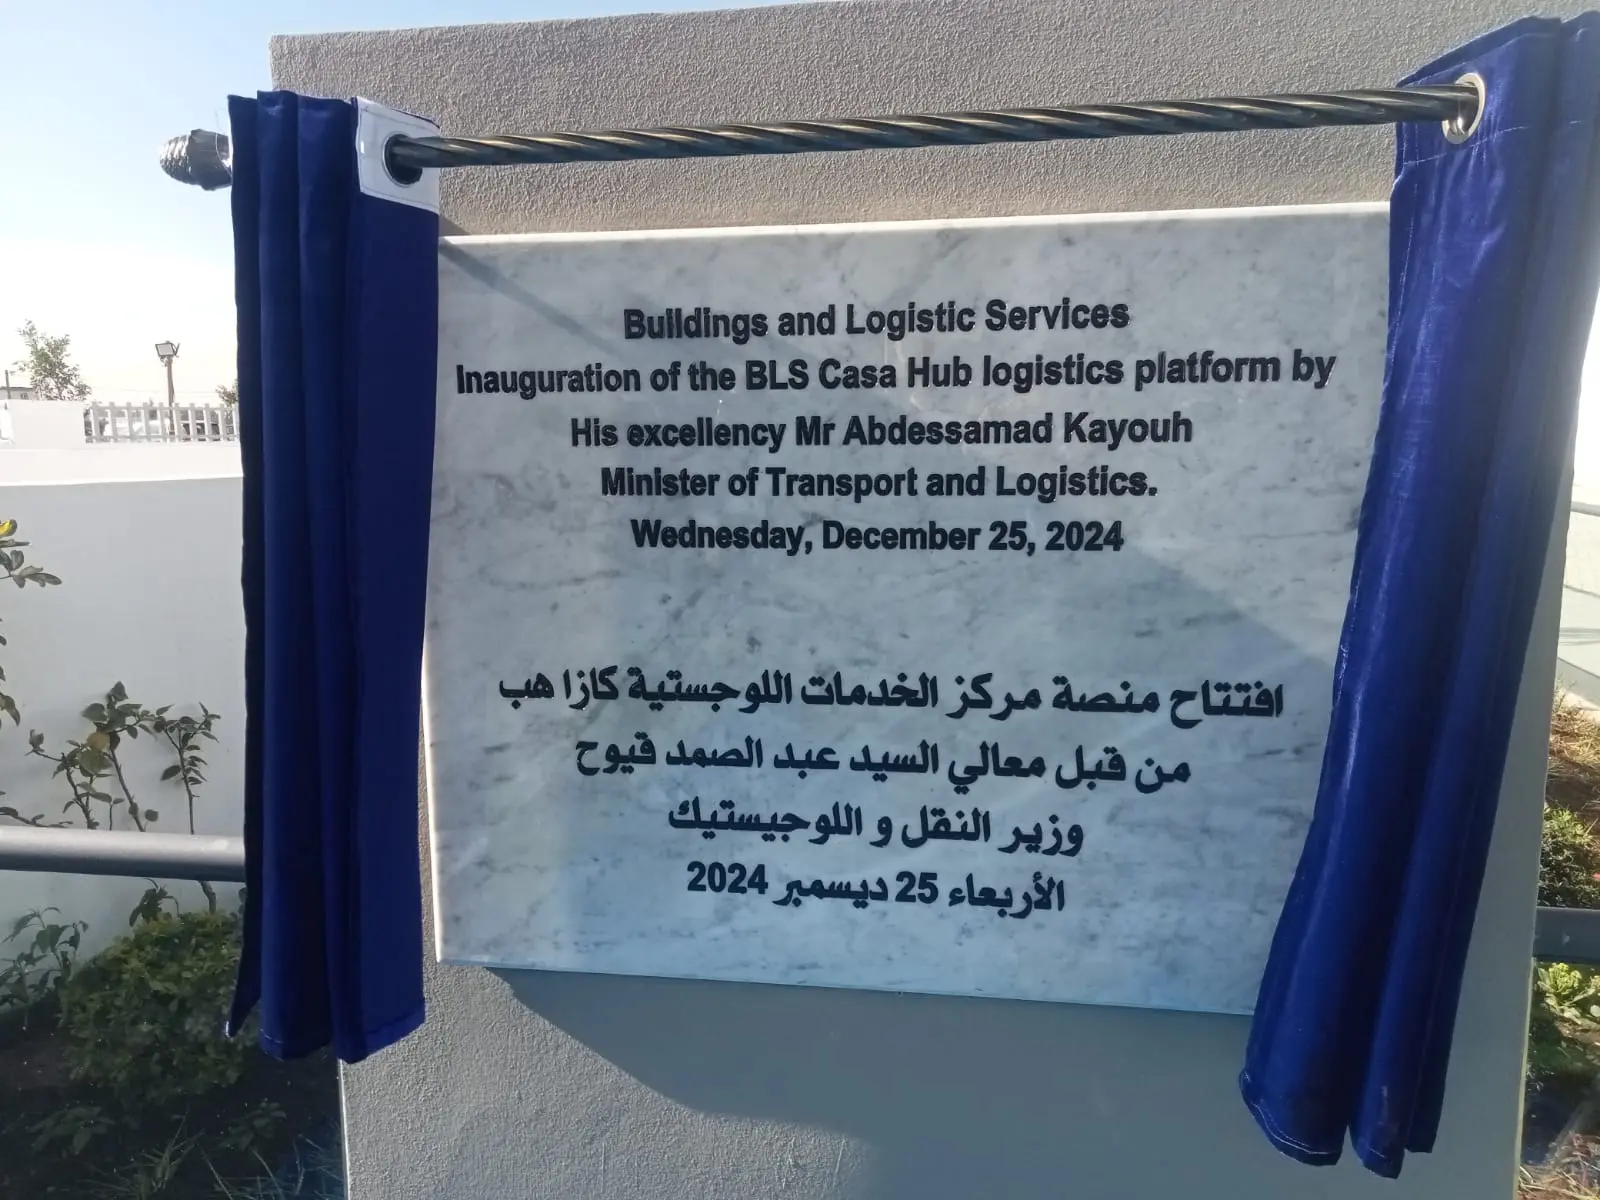 Buildings and Logistic Services
Inauguration of the BLS Casa Hub logistics platform by
His excellency Mr Abdessamad Kayouh
Minister of Transport and Logistics.
Wednesday, December 25, 2024
افتتاح منصة مركز الخدمات اللوجستية كازا هب
من قبل معالي السيد عبد الصمد قيوح
وزير النقل و اللوجيستيك
الأربعاء 25 ديسمبر 2024